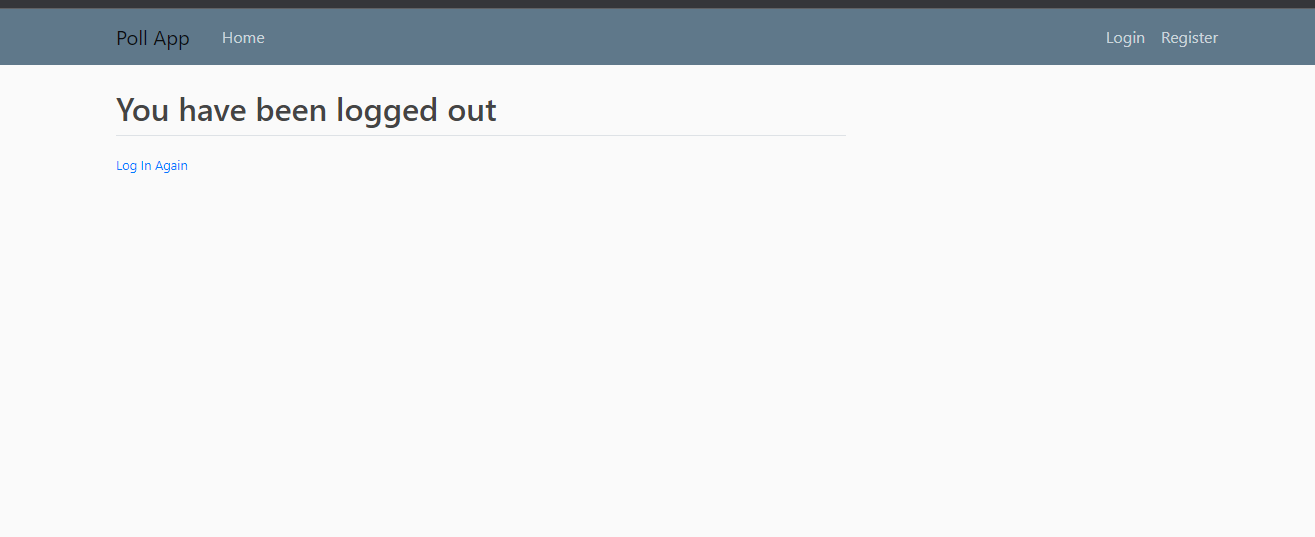 Poll App Home Login Register
You have been logged out
Log In Again